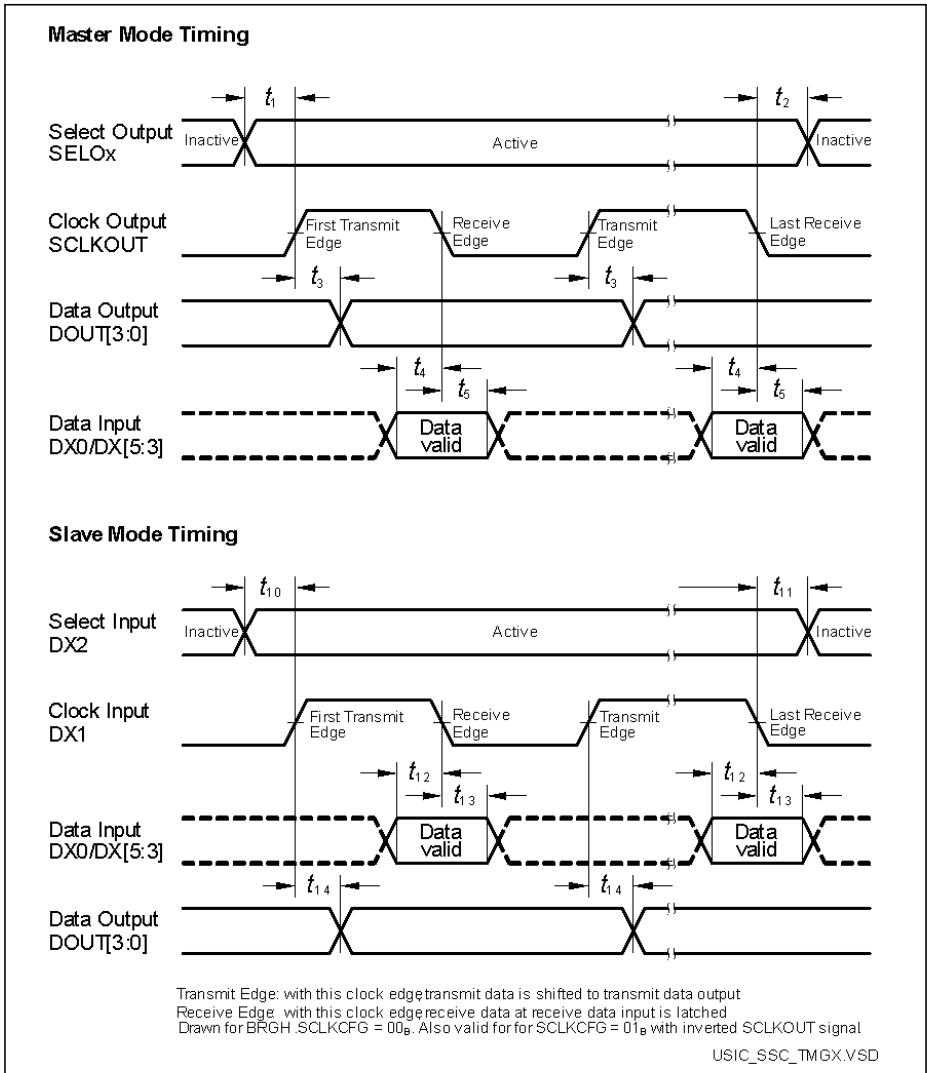 Master Mode Timing
t1
t2
Select Output
SELOx
Inactive
Active
Inactive
Clock Output
SCLKOUT
First Transmit
Edge
Receive
Edge
Transmit
Edge
Last Receive
Edge
t3
t3
Data Output
DOUT[3:0]
t4
t5
t4
t5
Data Input
DX0/DX[5:3]
Data
valid
Data
valid
Slave Mode Timing
t10
t11
Select Input
DX2
Inactive
Active
Inactive
Clock Input
DX1
First Transmit
Edge
Receive
Edge
Transmit
Edge
Last Receive
Edge
t12
t13
t12
t13
Data Input
DX0/DX[5:3]
Data
valid
Data
valid
t14
t14
Data Output
DOUT[3:0]
Transmit Edge: with this clock edge, transmit data is shifted to transmit data output
Receive Edge: with this clock edge, receive data at receive data input is latched
Drawn for BRGH.SCLKCFG = 00B. Also valid for for SCLKCFG = 01B with inverted SCLKOUT signal.
USIC_SSC_TMGX.VSD